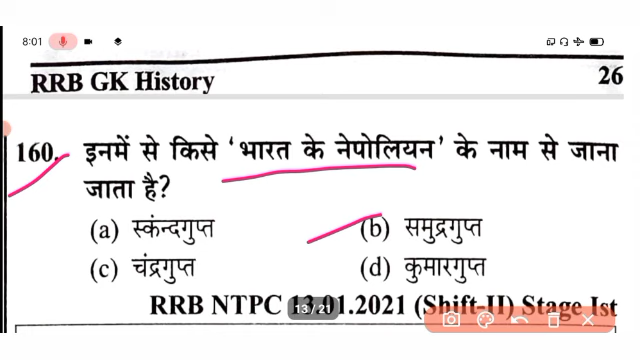 8:01
RRB GK History
26
160. इनमें से किसे 'भारत के नेपोलियन' के नाम से जाना
जाता है?
(a) स्कंन्दगुप्त
(b) समुद्रगुप्त
(c) चंद्रगुप्त
(d) कुमारगुप्त
RRB NTPC 13.01.2021 (Shift-II) Stage Ist
13/21